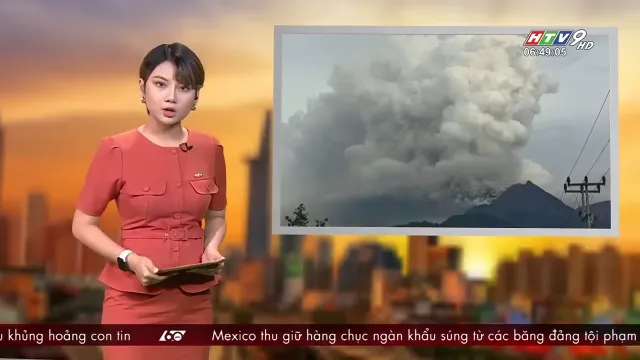 HTV9 HD
06:49:05
khủng hoảng con tin
60
Mexico thu giữ hàng chục ngàn khẩu súng từ các băng đảng tội phạm